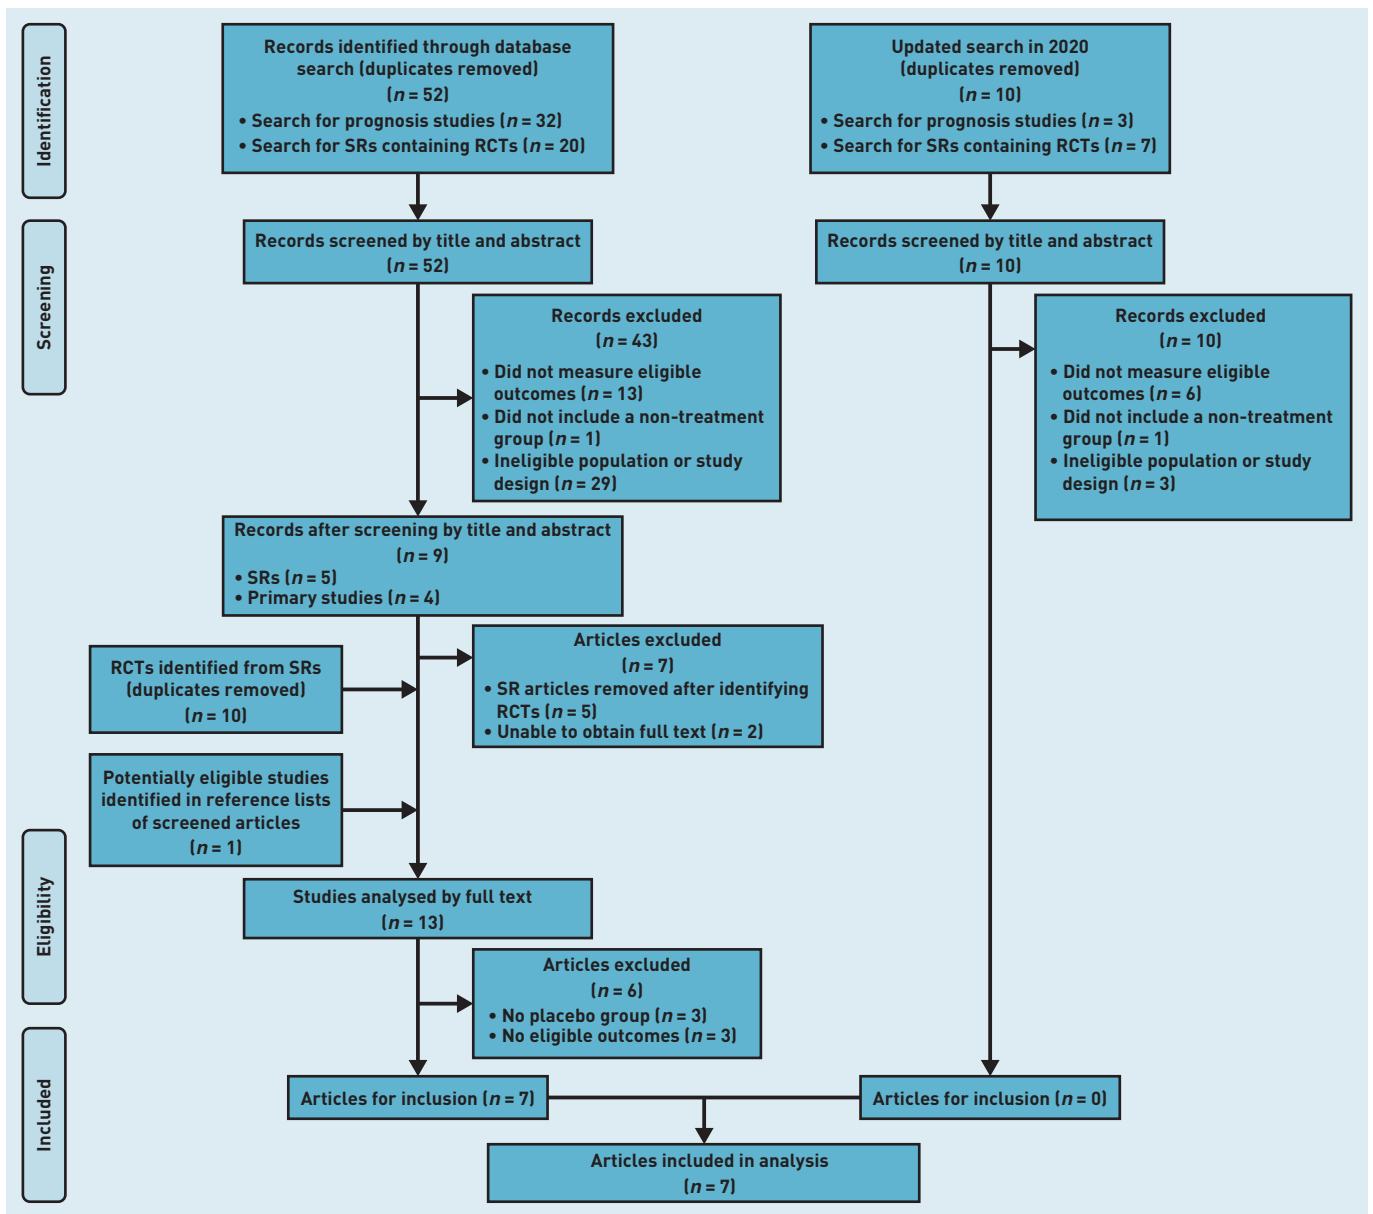 Identification
Records identified through database
search (duplicates removed)
(n = 52)
• Search for prognosis studies (n = 32)
• Search for SRs containing RCTs (n = 20)
Updated search in 2020
(duplicates removed)
(n = 10)
• Search for prognosis studies (n = 3)
• Search for SRs containing RCTs (n = 7)
Screening
Records screened by title and abstract
(n = 52)
Records screened by title and abstract
(n = 10)
Records excluded
(n = 43)
• Did not measure eligible
outcomes (n = 13)
• Did not include a non-treatment
group (n = 1)
• Ineligible population or study
design (n = 29)
Records excluded
(n = 10)
• Did not measure eligible
outcomes (n = 6)
• Did not include a non-treatment
group (n = 1)
• Ineligible population or study
design (n = 3)
Records after screening by title and abstract
(n = 9)
• SRs (n = 5)
• Primary studies (n = 4)
RCTs identified from SRs
(duplicates removed)
(n = 10)
Articles excluded
(n = 7)
• SR articles removed after identifying
RCTs (n = 5)
• Unable to obtain full text (n = 2)
Potentially eligible studies
identified in reference lists
of screened articles
(n = 1)
Eligibility
Studies analysed by full text
(n = 13)
Articles excluded
(n = 6)
• No placebo group (n = 3)
• No eligible outcomes (n = 3)
Included
Articles for inclusion (n = 7)
Articles for inclusion (n = 0)
Articles included in analysis
(n = 7)